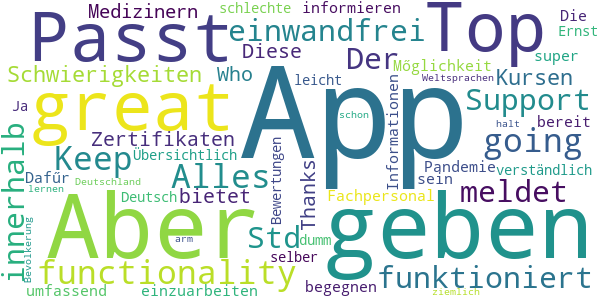 Medizinern schlechte informieren Die
Passt einwandfrei Top Ernst
Diese Der super
Schwierigkeiten Who Möglichkeit Kursen
great App leicht Weltsprachen
Ja Support
innerhalb Zertifikaten schon Informationen going halt bereit
Keep Übersichtlich Bewertungen Thanks Pandemie verständlich
Dafür Alles sein
lernen Deutschland Deutsch bietet Fachpersonal meldet
Aber Std geben
Bevölkerung arm dumm selber
functionality funktioniert
umfassend einzuarbeiten begegnen ziemlich